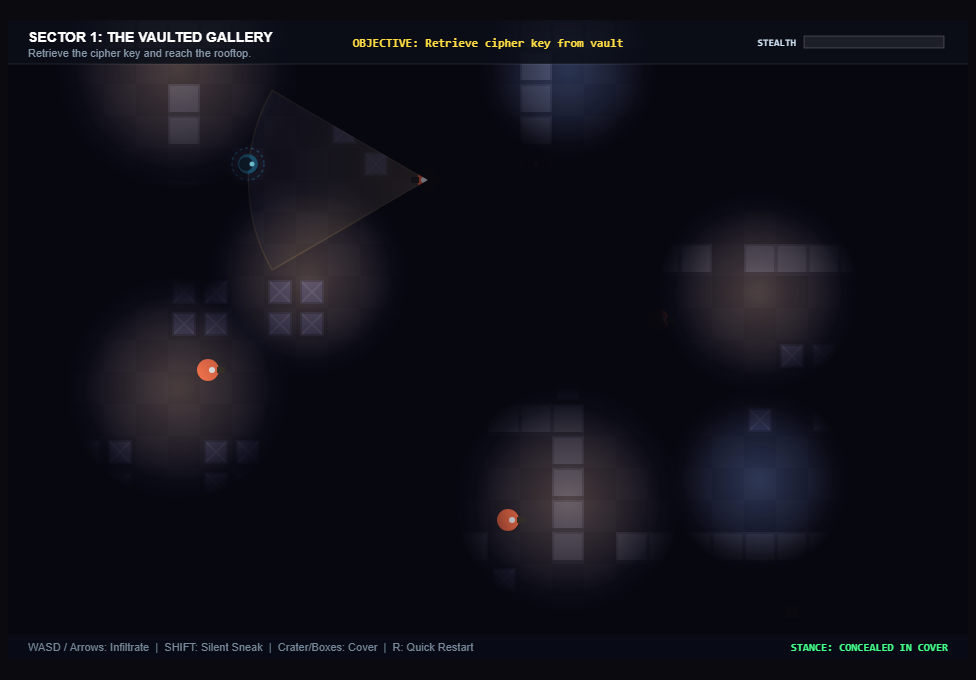 SECTOR 1: THE VAULTED GALLERY
Retrieve the cipher key and reach the rooftop.
OBJECTIVE: Retrieve cipher key from vault
STEALTH
WASD / Arrows: Infiltrate | SHIFT: Silent Sneak | Crater/Boxes: Cover | R: Quick Restart
STANCE: CONCEALED IN COVER